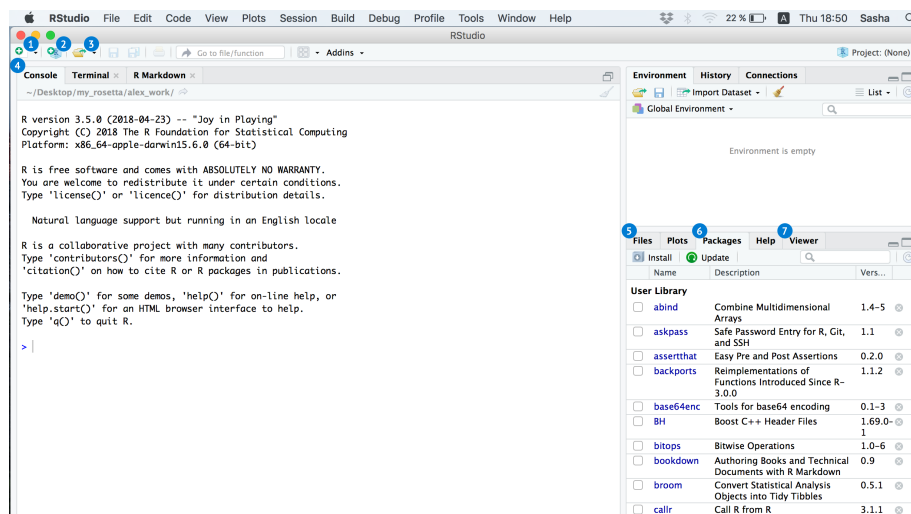 RStudio File Edit Code View Plots Session Build Debug Profile Tools Window Help 22 % A Thu 18:50 Sasha
RStudio
1 2 3
Go to file/function Addins Project: (None)
4
Console Terminal R Markdown
~/Desktop/my_rosetta/alex_work/
R version 3.5.0 (2018-04-23) -- "Joy in Playing"
Copyright (C) 2018 The R Foundation for Statistical Computing
Platform: x86_64-apple-darwin15.6.0 (64-bit)
R is free software and comes with ABSOLUTELY NO WARRANTY.
You are welcome to redistribute it under certain conditions.
Type 'license()' or 'licence()' for distribution details.
Natural language support but running in an English locale
R is a collaborative project with many contributors.
Type 'contributors()' for more information and
'citation()' on how to cite R or R packages in publications.
Type 'demo()' for some demos, 'help()' for on-line help, or
'help.start()' for an HTML browser interface to help.
Type 'q()' to quit R.
>
Environment History Connections
Import Dataset List
Global Environment
Environment is empty
5 6 7
Files Plots Packages Help Viewer
Install Update
Name Description Vers...
User Library
abind Combine Multidimensional 1.4-5
Arrays
askpass Safe Password Entry for R, Git, 1.1
and SSH
assertthat Easy Pre and Post Assertions 0.2.0
backports Reimplementations of 1.1.2
Functions Introduced Since R-
3.0.0
base64enc Tools for base64 encoding 0.1-3
BH Boost C++ Header Files 1.69.0-
1
bitops Bitwise Operations 1.0-6
bookdown Authoring Books and Technical 0.9
Documents with R Markdown
broom Convert Statistical Analysis 0.5.1
Objects into Tidy Tibbles
callr Call R from R 3.1.1